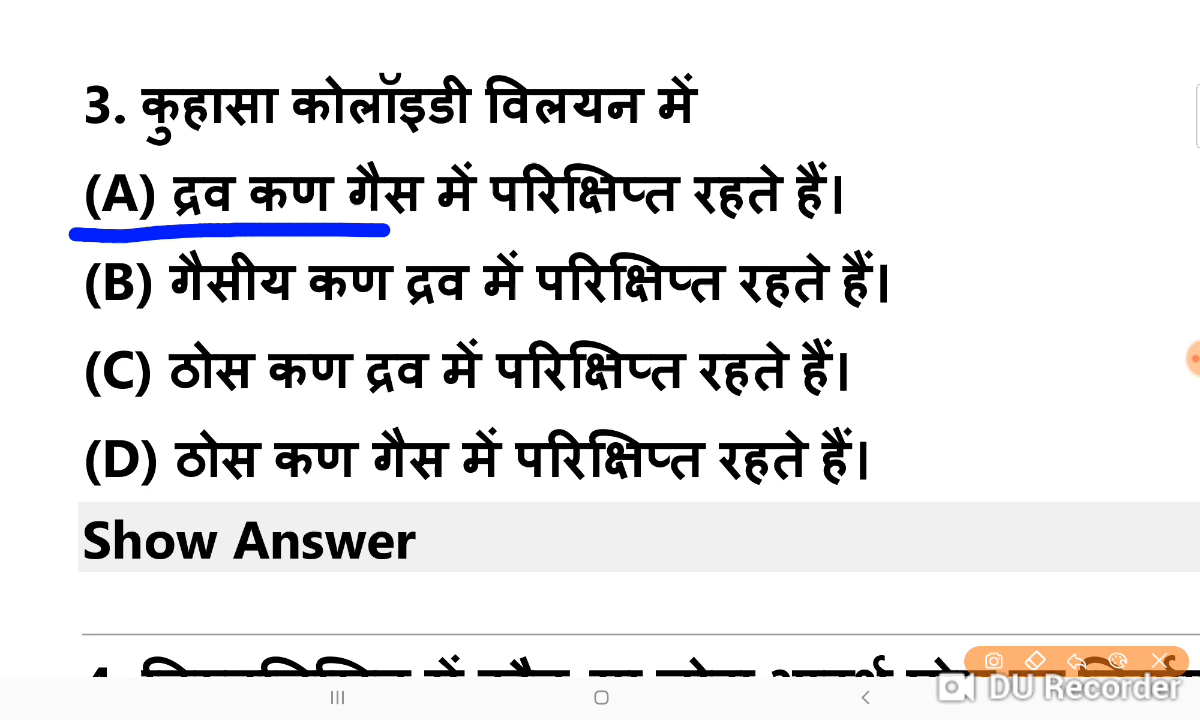 3. कुहासा कोलॉइडी विलयन में
(A) द्रव कण गैस में परिक्षिप्त रहते हैं।
(B) गैसीय कण द्रव में परिक्षिप्त रहते हैं।
(C) ठोस कण द्रव में परिक्षिप्त रहते हैं।
(D) ठोस कण गैस में परिक्षिप्त रहते हैं।
Show Answer
DU Recorder